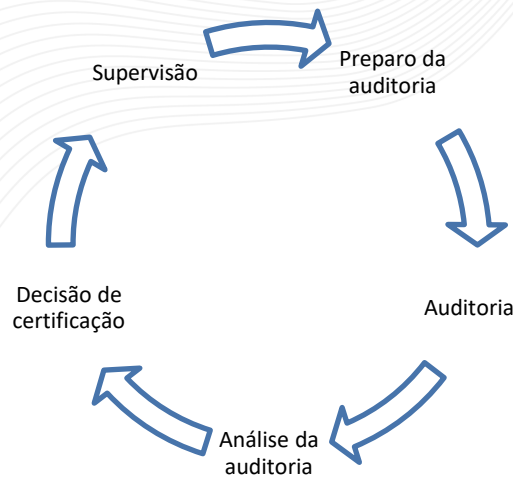 Supervisão
Preparo da
auditoria
Auditoria
Análise da
auditoria
Decisão de
certificação